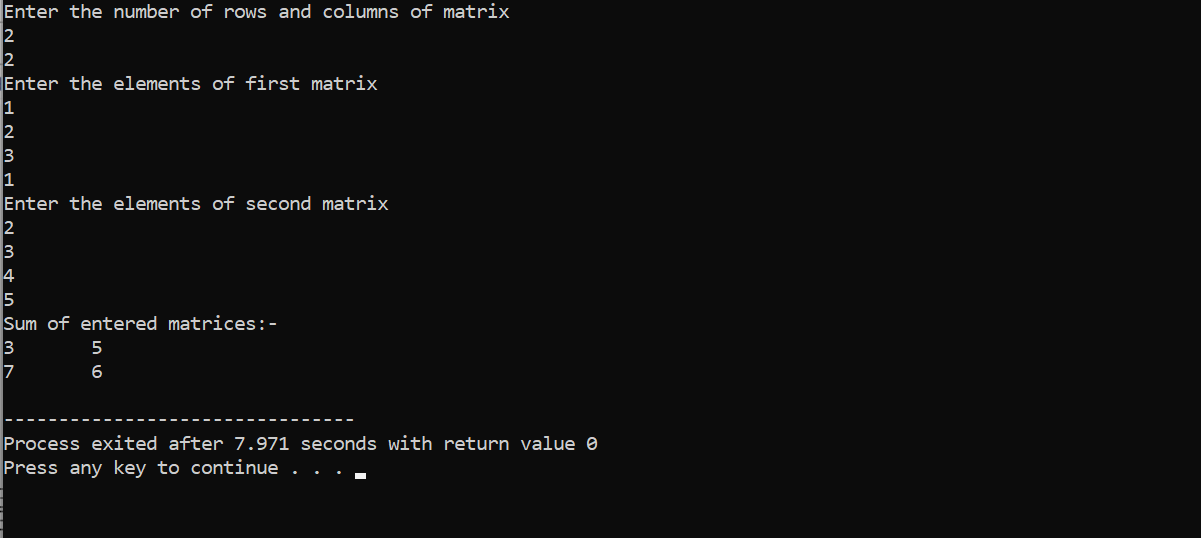 Enter the number of rows and columns of matrix
2
2
Enter the elements of first matrix
1
2
3
1
Enter the elements of second matrix
2
3
4
5
Sum of entered matrices:-
3       5
7       6
--------------------------------
Process exited after 7.971 seconds with return value 0
Press any key to continue . . .